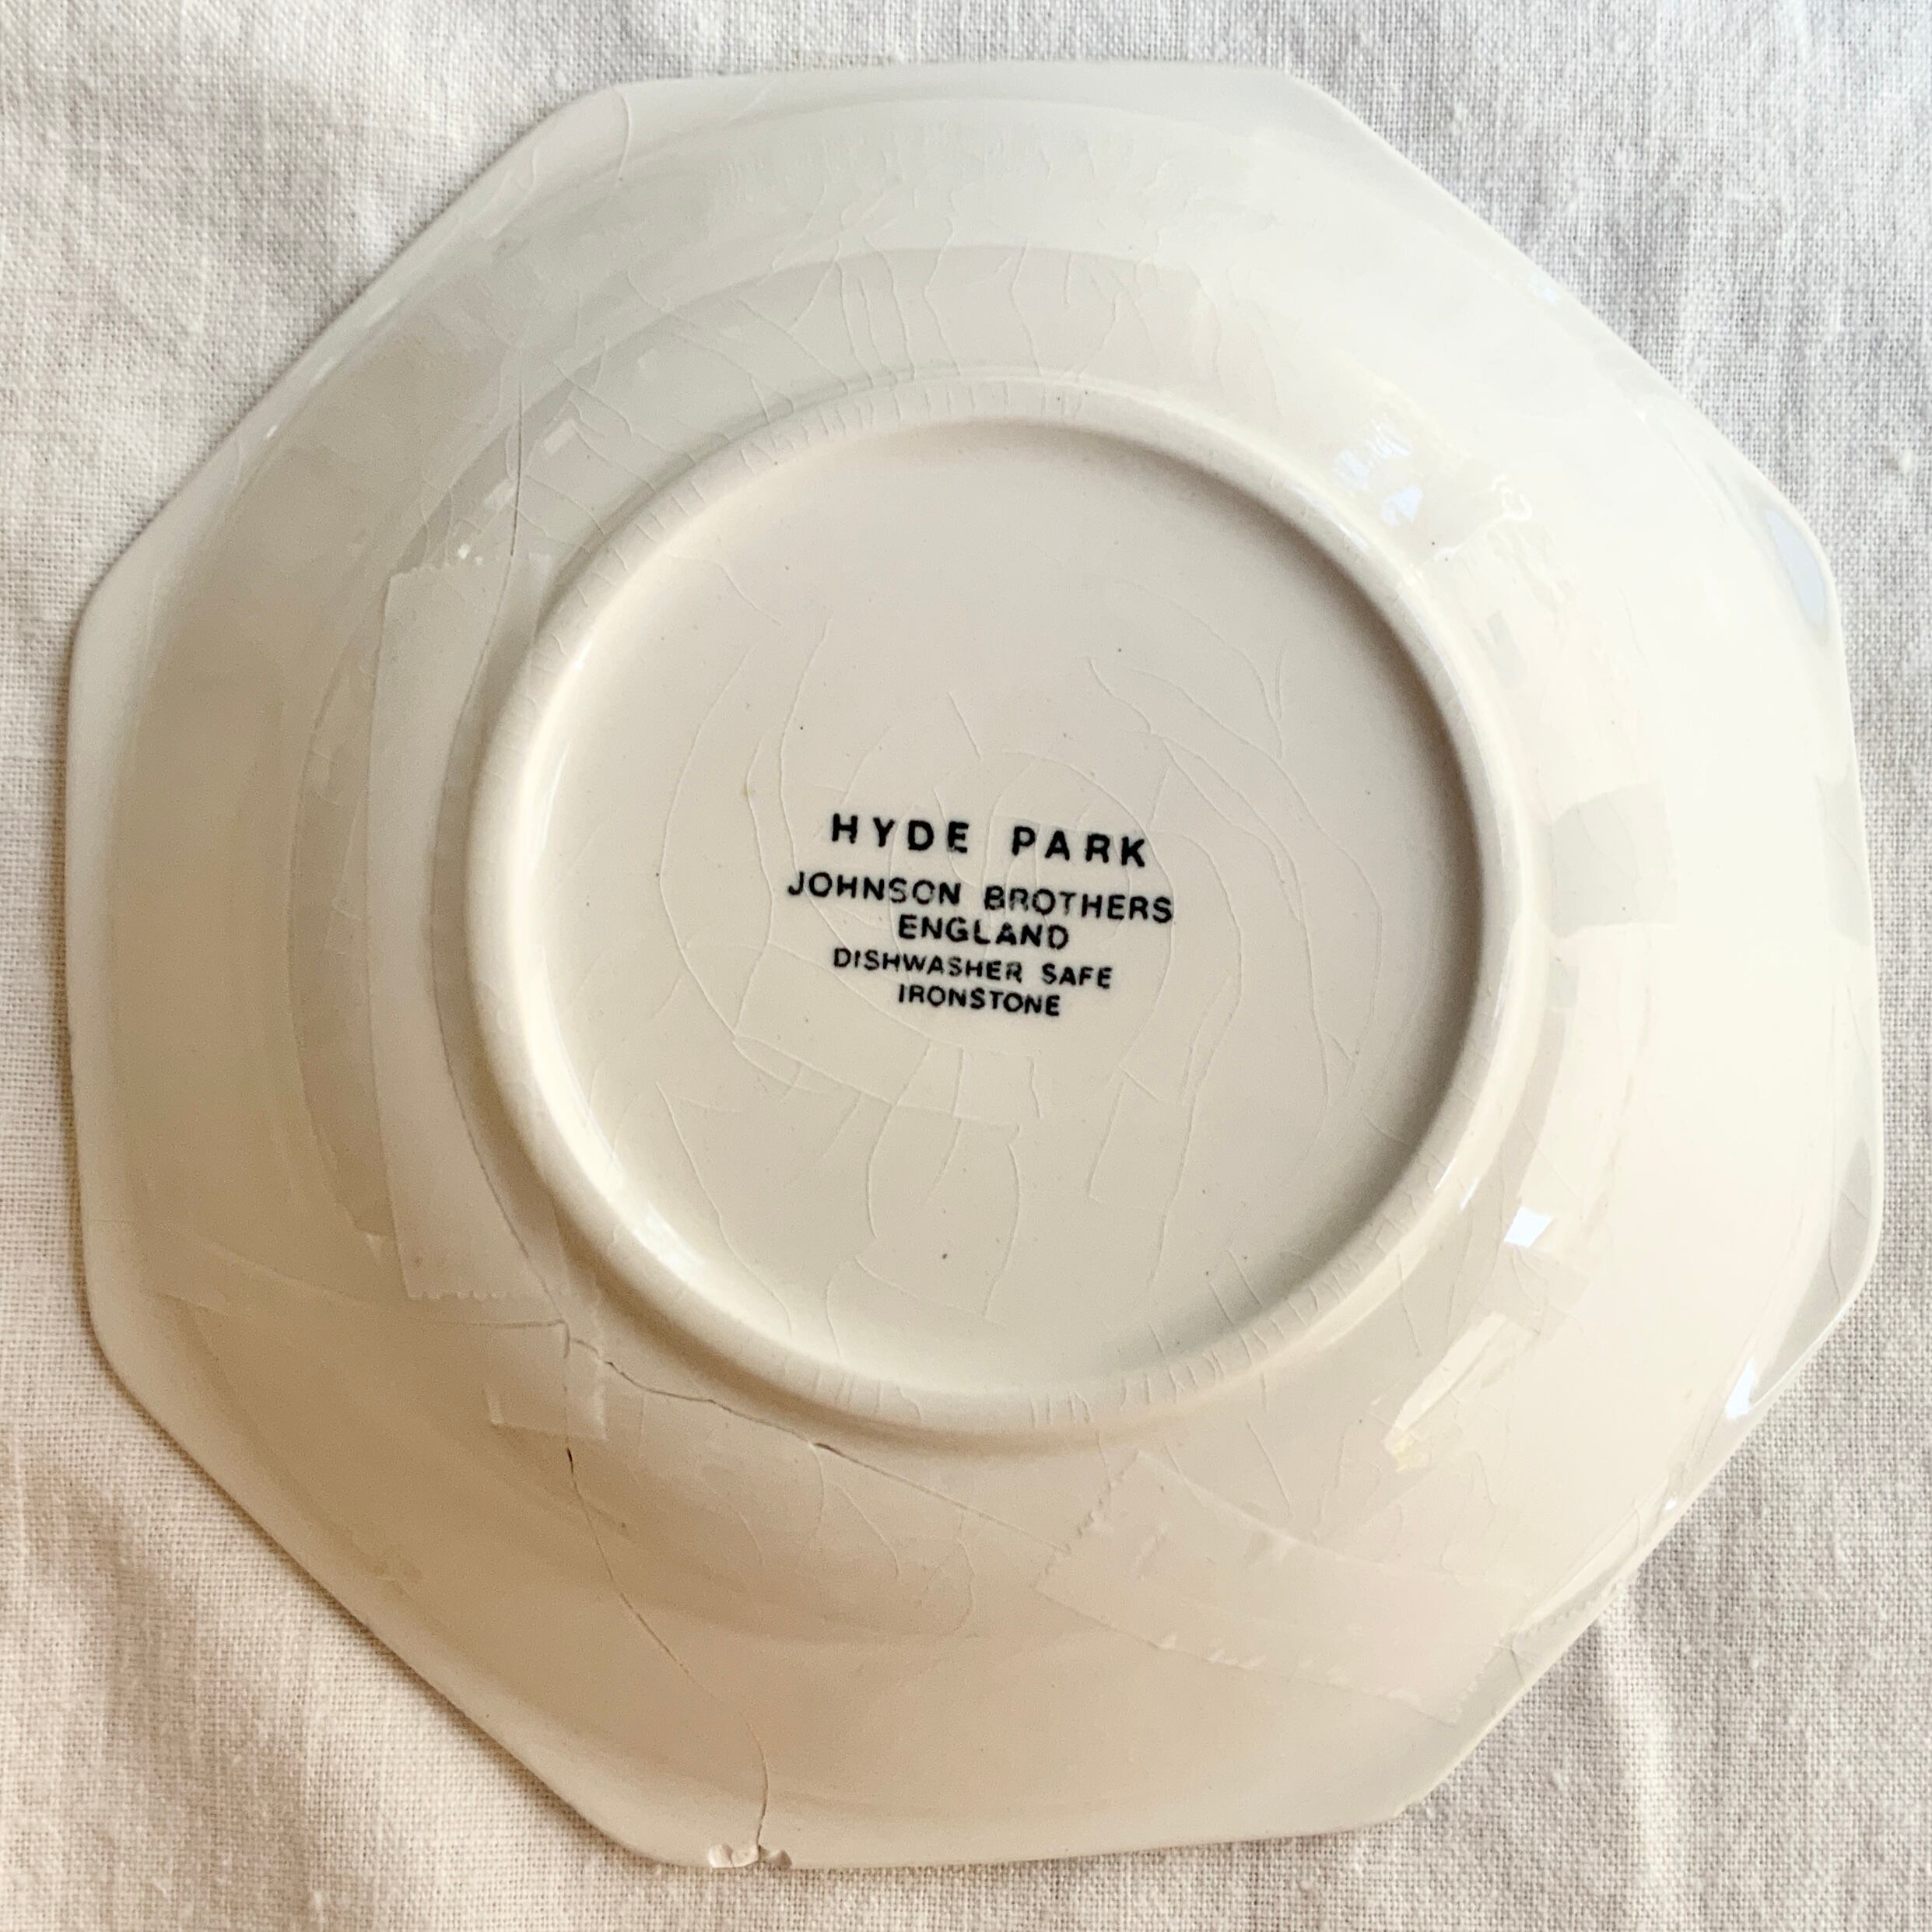 HYDE PARK
JOHNSON BROTHERS
ENGLAND
DISHWASHER SAFE
IRONSTONE